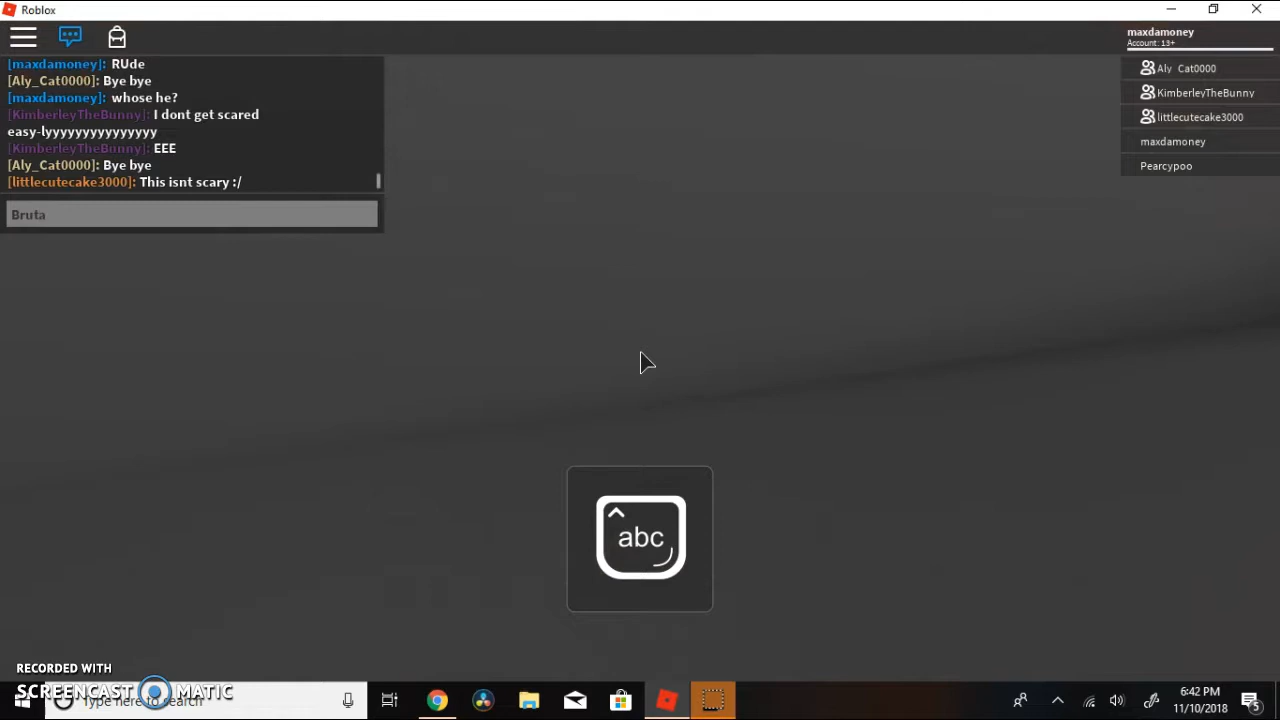 Roblox
maxdamoney
Account: 13+
[maxdamoney]: RUde
[Aly_Cat0000]: Bye bye
[maxdamoney]: whose he?
[KimberleyTheBunny]: I dont get scared
easy-lyyyyyyyyyyyyyyy
[KimberleyTheBunny]: EEE
[Aly_Cat0000]: Bye bye
[littlecutecake3000]: This isnt scary :/
Bruta
Aly_Cat0000
KimberleyTheBunny
littlecutecake3000
maxdamoney
Pearcypoo
abc
RECORDED WITH
SCREENCAST MATIC
Type here to search
6:42 PM
11/10/2018
5